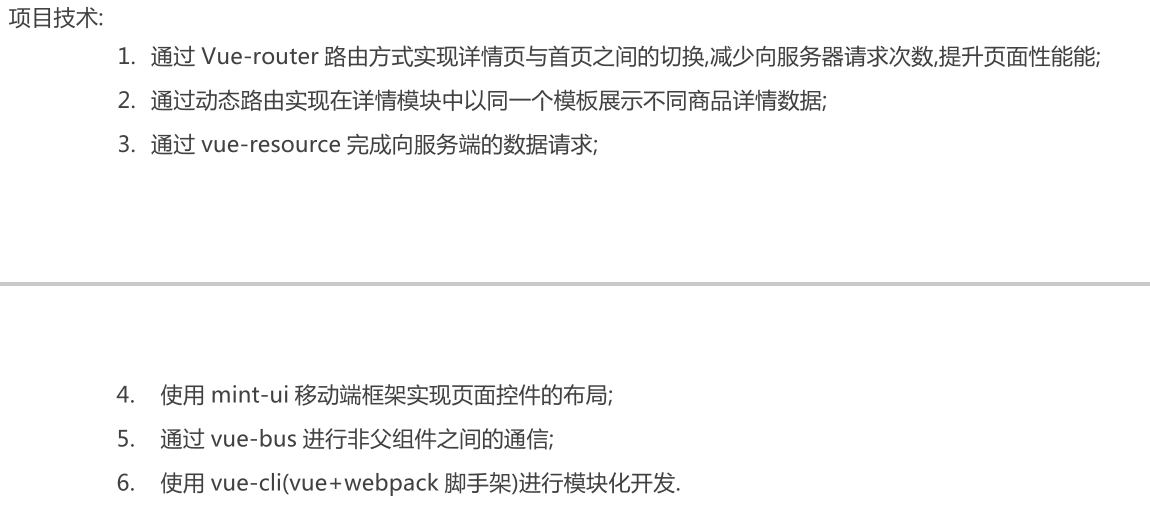 项目技术:
1. 通过 Vue-router 路由方式实现详情页与首页之间的切换,减少向服务器请求次数,提升页面性能能;
2. 通过动态路由实现在详情模块中以同一个模板展示不同商品详情数据;
3. 通过 vue-resource 完成向服务端的数据请求;
4. 使用 mint-ui 移动端框架实现页面控件的布局;
5. 通过 vue-bus 进行非父组件之间的通信;
6. 使用 vue-cli(vue+webpack 脚手架)进行模块化开发.